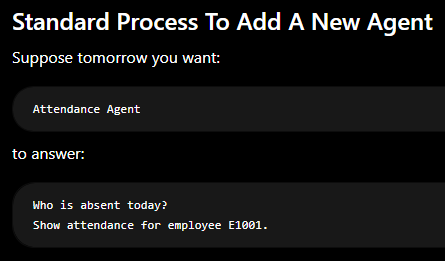 Standard Process To Add A New Agent
Suppose tomorrow you want:
Attendance Agent
to answer:
Who is absent today?
Show attendance for employee E1001.